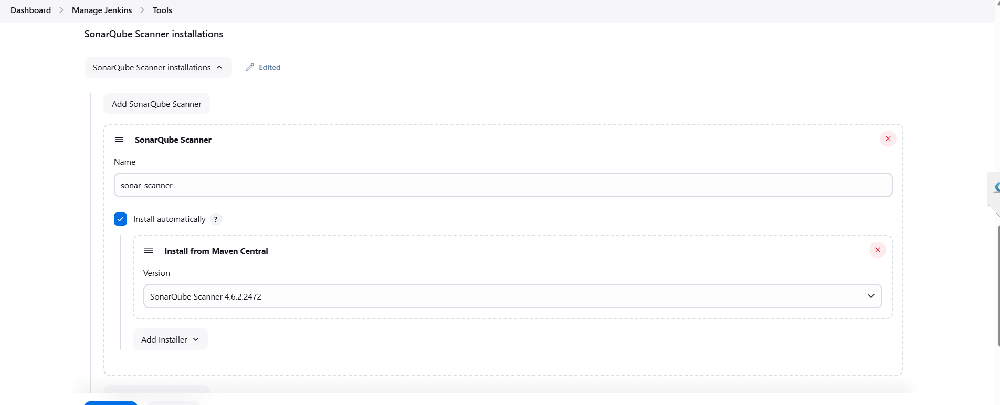 Dashboard > Manage Jenkins > Tools
SonarQube Scanner installations
SonarQube Scanner installations Edited
Add SonarQube Scanner
SonarQube Scanner
Name
sonar_scanner
Install automatically ?
Install from Maven Central
Version
SonarQube Scanner 4.6.2.2472
Add Installer